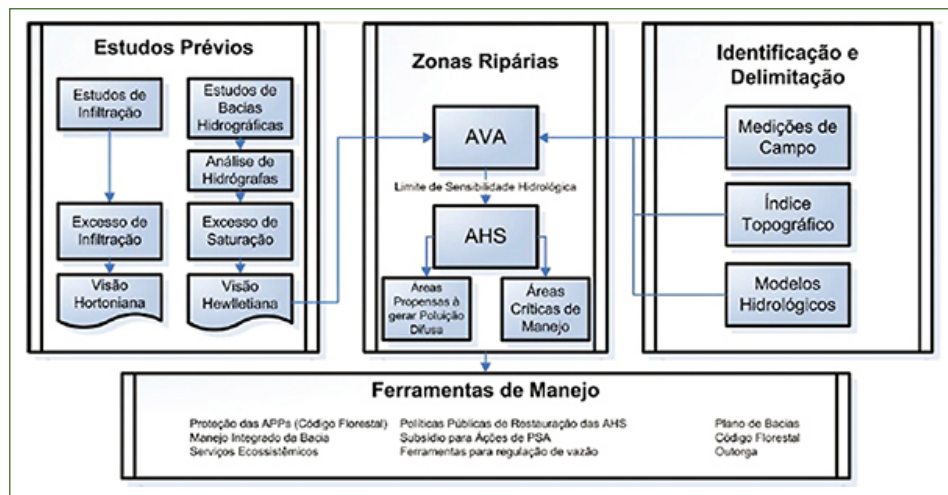 Estudos Prévios
Estudos de
Infiltração
Estudos de
Bacias
Hidrográficas
Análise de
Hidrógrafas
Excesso de
Infiltração
Excesso de
Saturação
Visão
Hortoniana
Visão
Hewlletiana
Zonas Ripárias
AVA
Limite de Sensibilidade Hidrológica
AHS
Áreas
Propensas à
gerar Poluição
Difusa
Áreas
Críticas de
Manejo
Identificação e
Delimitação
Medições de
Campo
Índice
Topográfico
Modelos
Hidrológicos
Ferramentas de Manejo
Proteção das APPs (Código Florestal)
Manejo Integrado da Bacia
Serviços Ecossistêmicos
Políticas Públicas de Restauração das AHS
Subsídio para Ações de PSA
Ferramentas para regulação de vazão
Plano de Bacias
Código Florestal
Outorga